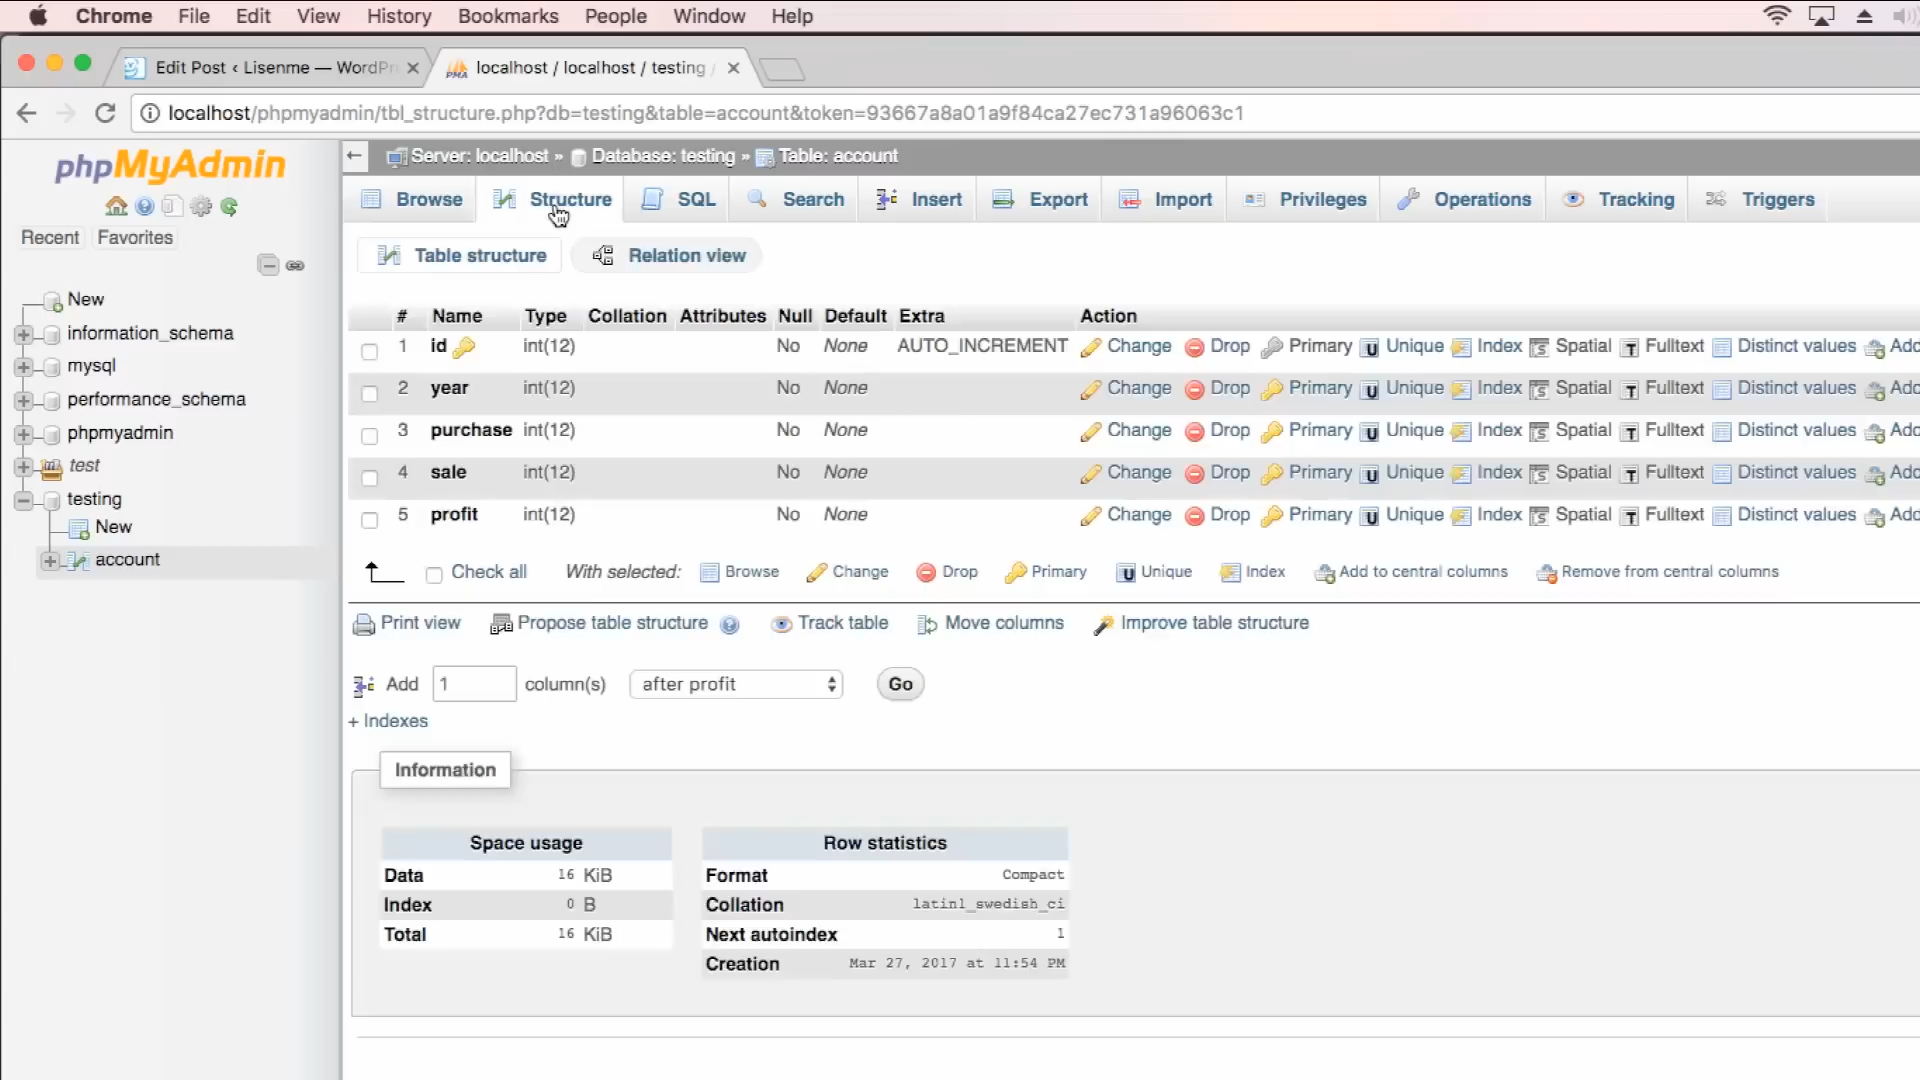 Chrome File Edit View History Bookmarks People Window Help
Edit Post ‹ Lisenme — WordPr
localhost / localhost / testing /
localhost/phpmyadmin/tbl_structure.php?db=testing&table=account&token=93667a8a01a9f84ca27ec731a96063c1
phpMyAdmin
Recent Favorites
New
information_schema
mysql
performance_schema
phpmyadmin
test
testing
New
account
Server: localhost » Database: testing » Table: account
Browse Structure SQL Search Insert Export Import Privileges Operations Tracking Triggers
Table structure Relation view
# Name Type Collation Attributes Null Default Extra Action
1 id int(12) No None AUTO_INCREMENT Change Drop Primary Unique Index Spatial Fulltext Distinct values Add
2 year int(12) No None Change Drop Primary Unique Index Spatial Fulltext Distinct values Add
3 purchase int(12) No None Change Drop Primary Unique Index Spatial Fulltext Distinct values Add
4 sale int(12) No None Change Drop Primary Unique Index Spatial Fulltext Distinct values Add
5 profit int(12) No None Change Drop Primary Unique Index Spatial Fulltext Distinct values Add
Check all With selected: Browse Change Drop Primary Unique Index Add to central columns Remove from central columns
Print view Propose table structure Track table Move columns Improve table structure
Add 1 column(s) after profit Go
+ Indexes
Information
Space usage
Data 16 KiB
Index 0 B
Total 16 KiB
Row statistics
Format Compact
Collation latin1_swedish_ci
Next autoindex 1
Creation Mar 27, 2017 at 11:54 PM